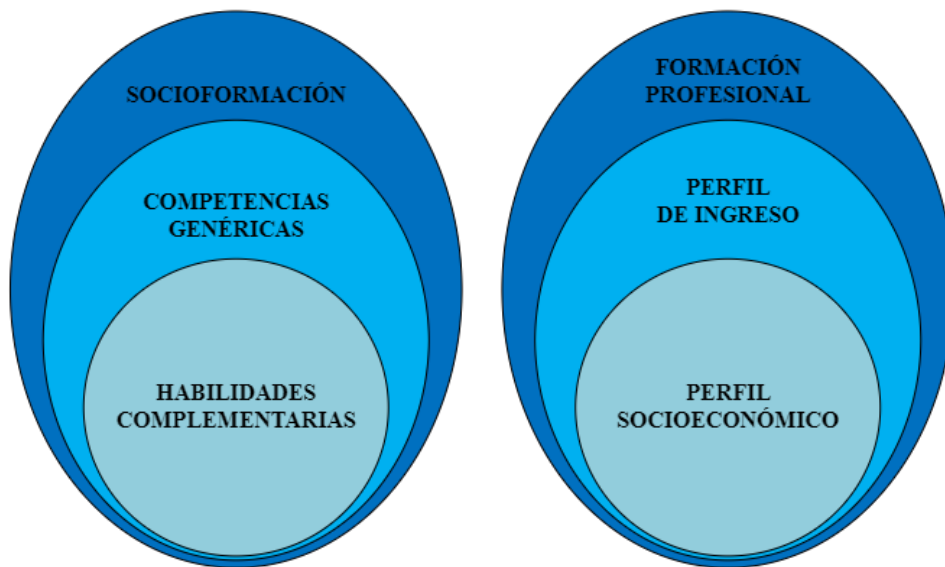 SOCIOFORMACIÓN
COMPETENCIAS
GENÉRICAS
HABILIDADES
COMPLEMENTARIAS
FORMACIÓN
PROFESIONAL
PERFIL
DE INGRESO
PERFIL
SOCIOECONÓMICO